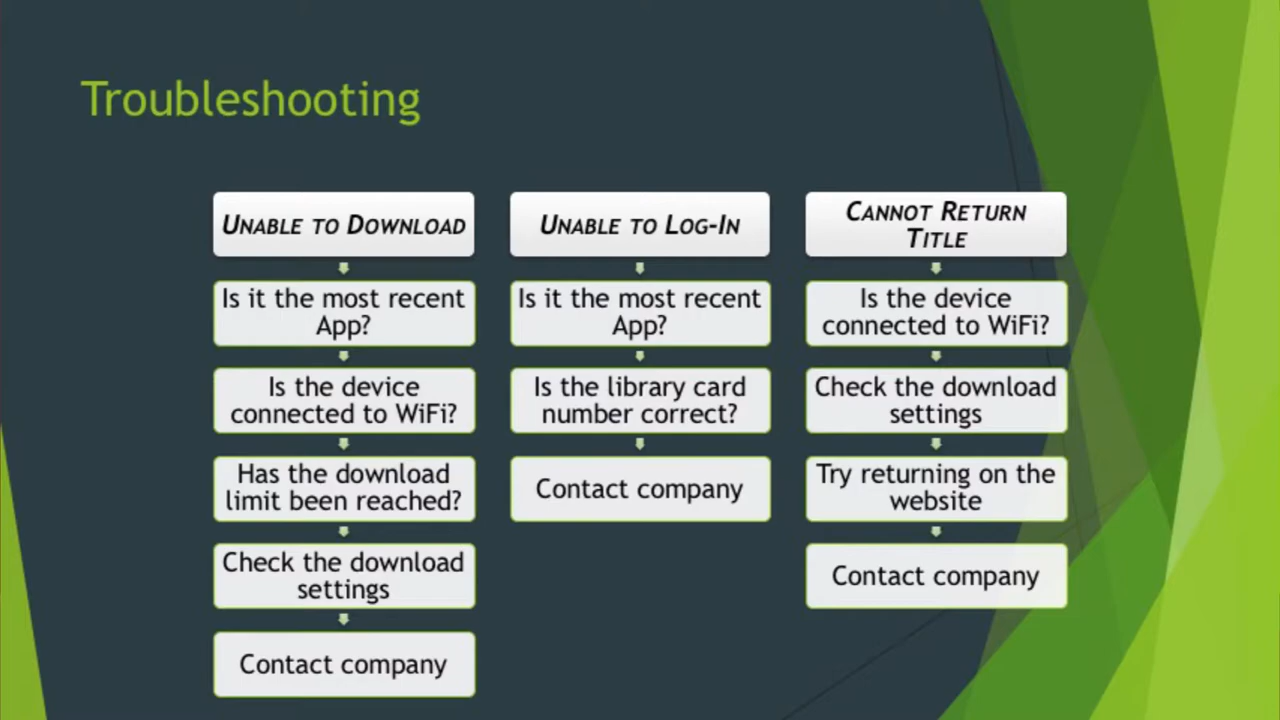 Troubleshooting
UNABLE TO DOWNLOAD
Is it the most recent
App?
Is the device
connected to WiFi?
Has the download
limit been reached?
Check the download
settings
Contact company
UNABLE TO LOG-IN
Is it the most recent
App?
Is the library card
number correct?
Contact company
CANNOT RETURN
TITLE
Is the device
connected to WiFi?
Check the download
settings
Try returning on the
website
Contact company